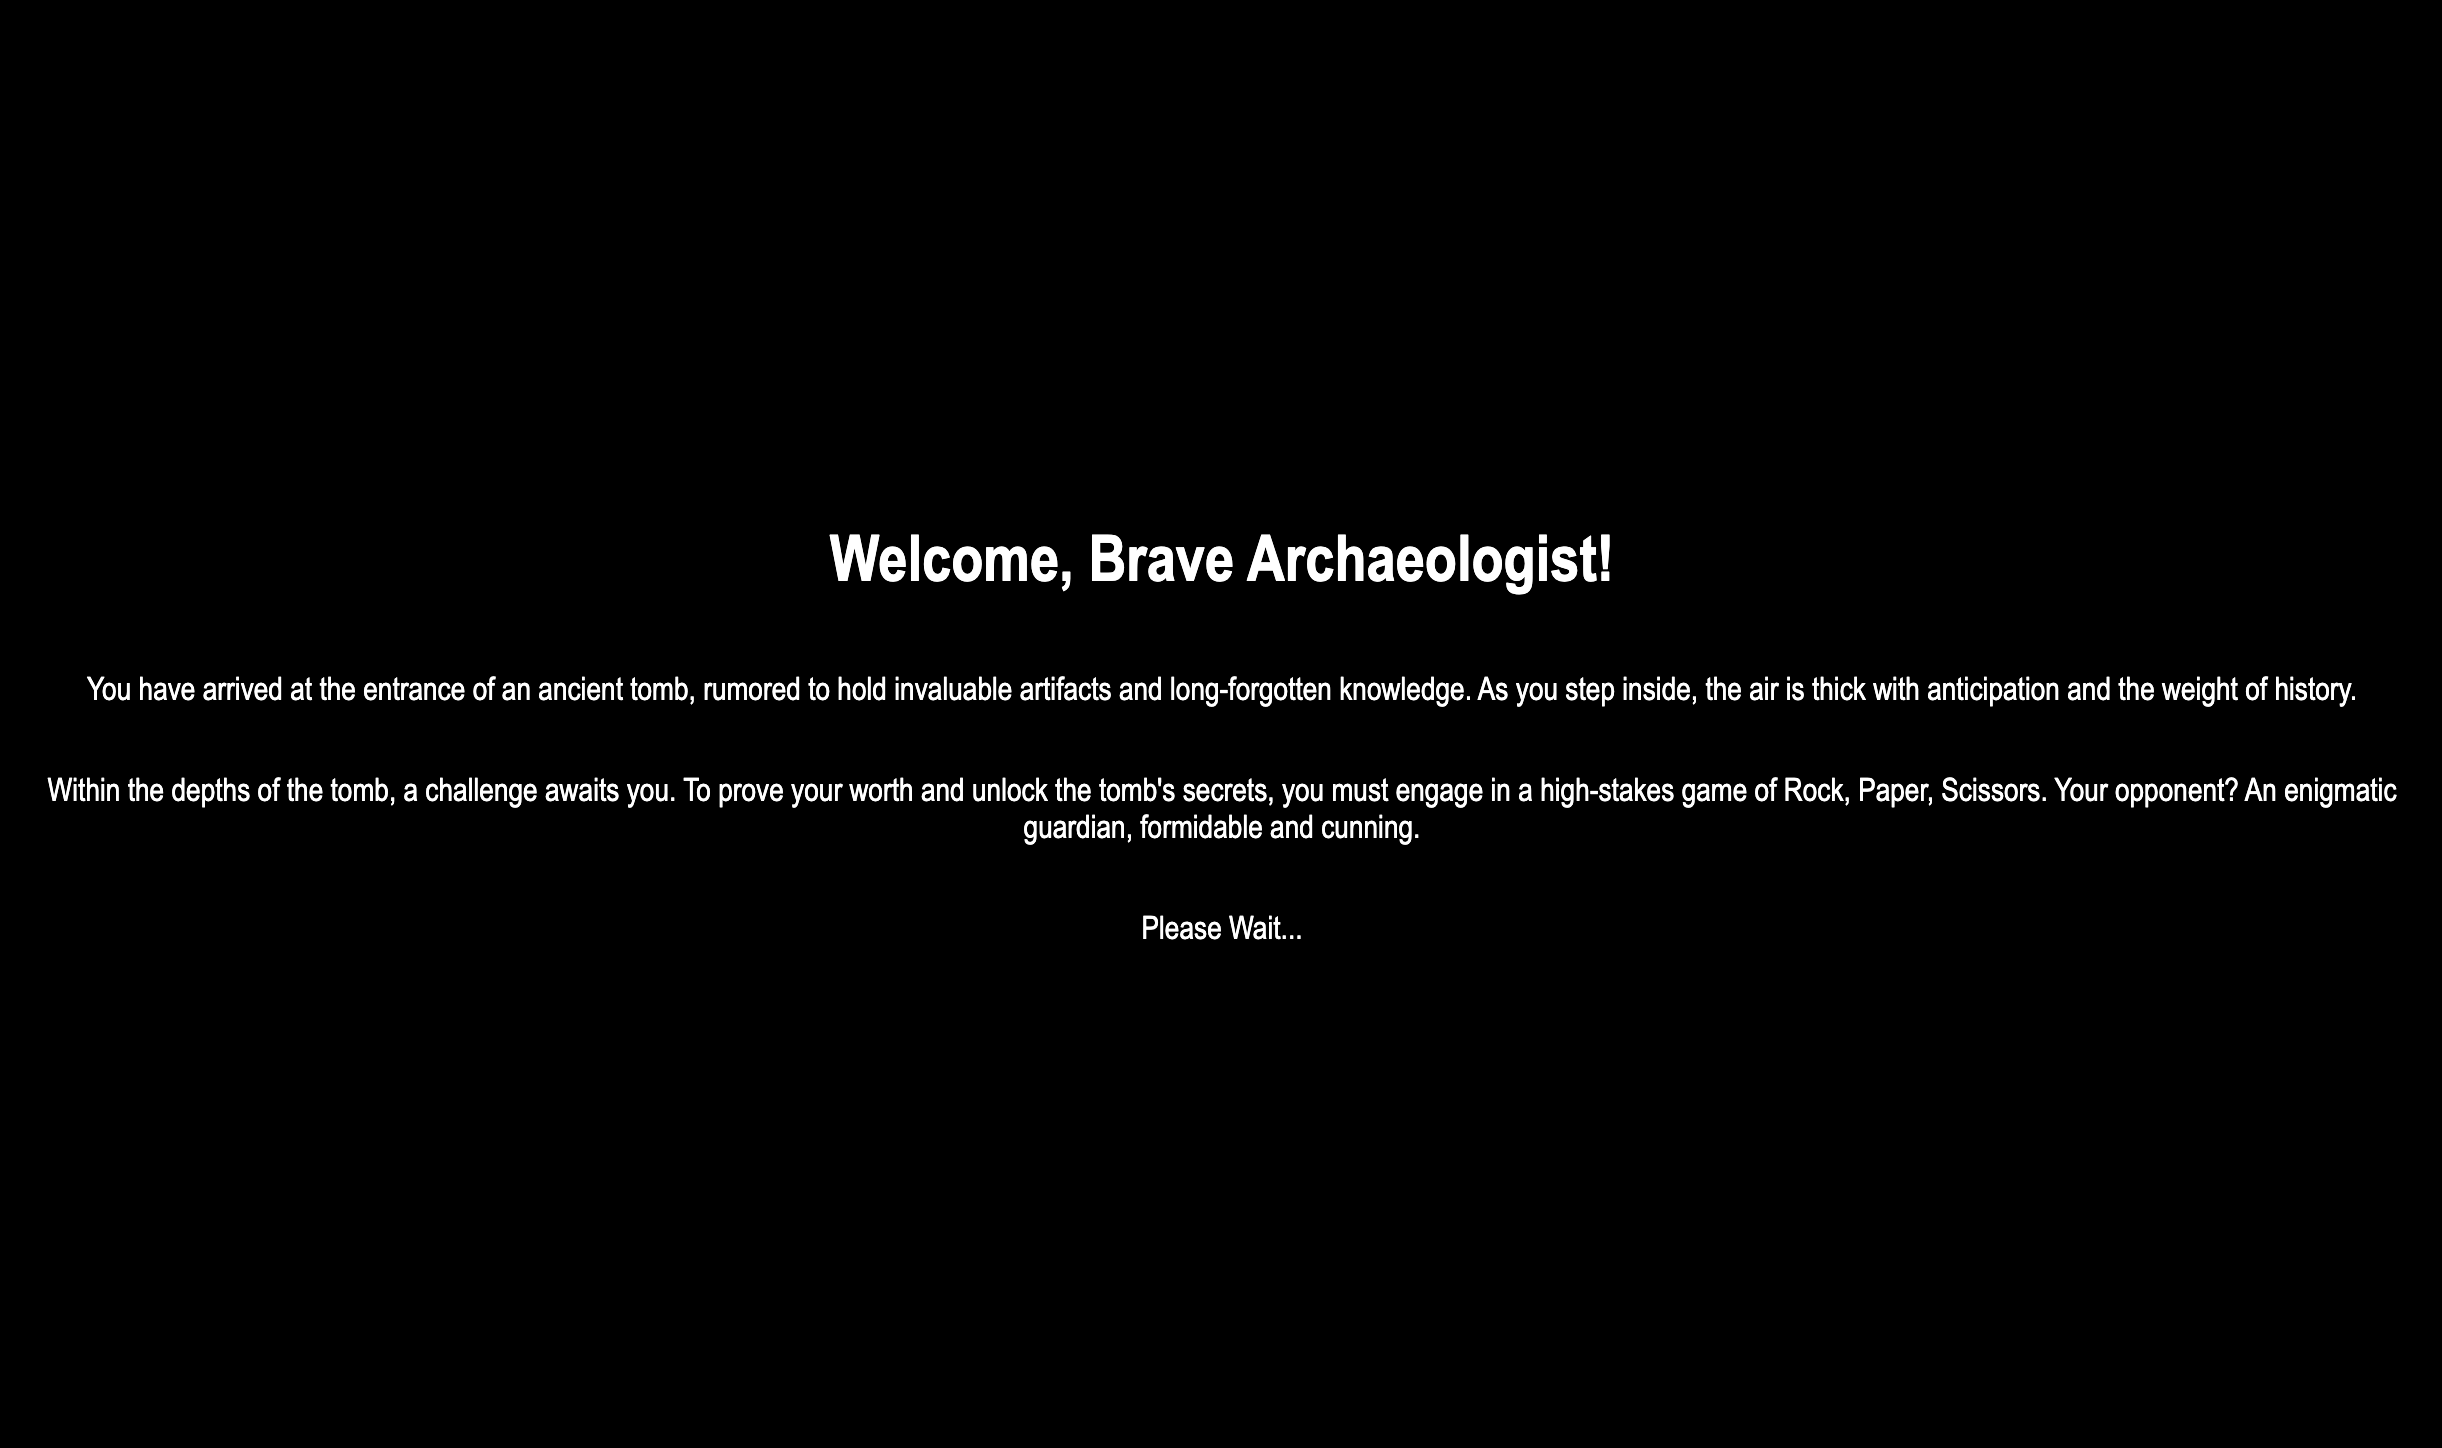 Welcome, Brave Archaeologist!
You have arrived at the entrance of an ancient tomb, rumored to hold invaluable artifacts and long-forgotten knowledge. As you step inside, the air is thick with anticipation and the weight of history.
Within the depths of the tomb, a challenge awaits you. To prove your worth and unlock the tomb's secrets, you must engage in a high-stakes game of Rock, Paper, Scissors. Your opponent? An enigmatic
guardian, formidable and cunning.
Please Wait...